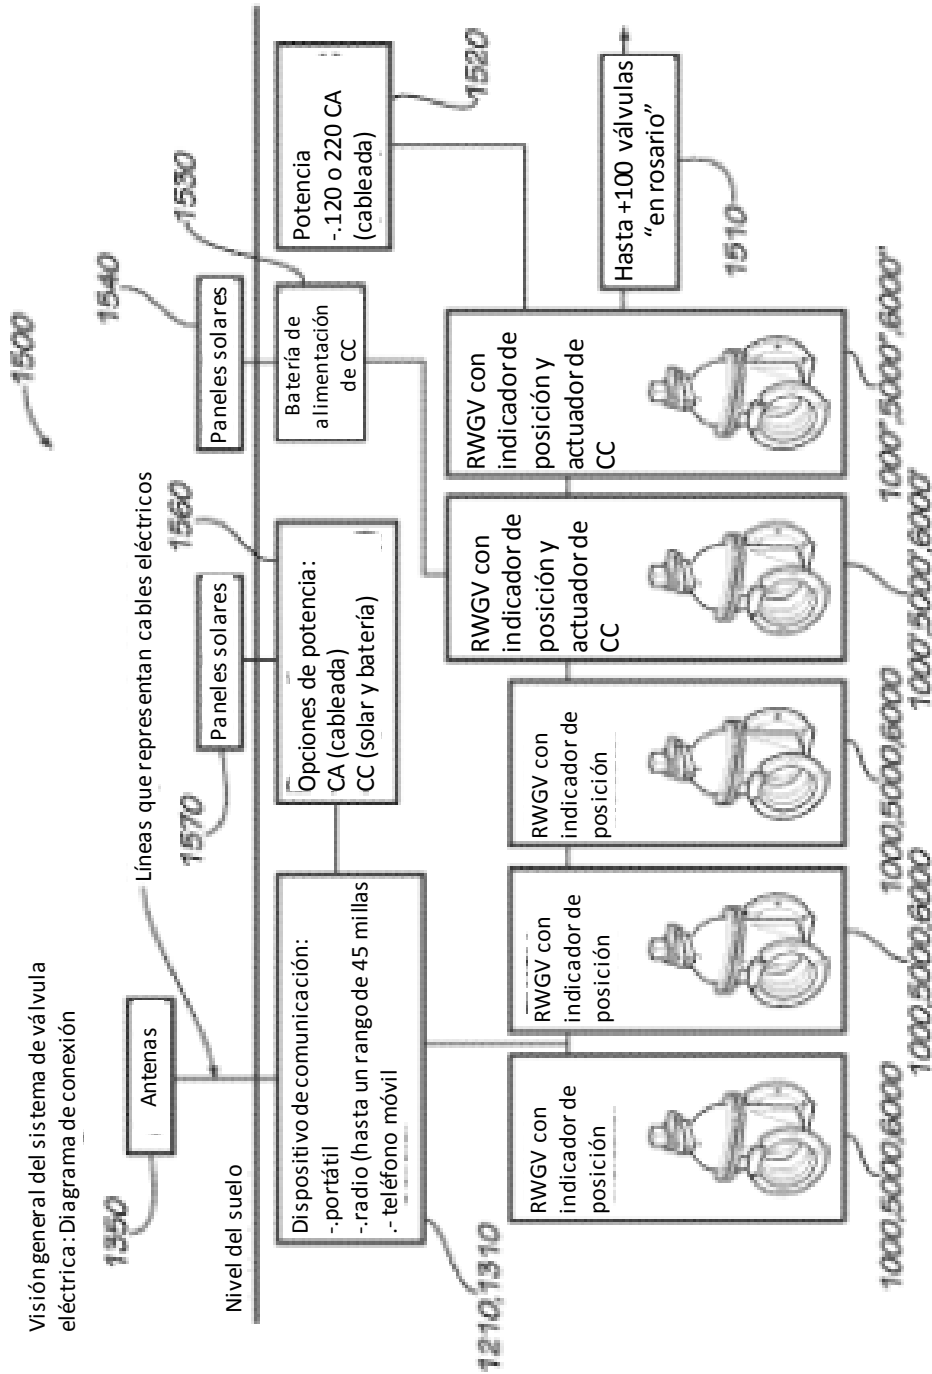 Visión general del sistema de válvula
eléctrica: Diagrama de conexión
1500
1350
Antenas
Líneas que representan cables eléctricos
1570
Paneles solares
1560
1540
Paneles solares
1530
Nivel del suelo
Dispositivo de comunicación:
-.portátil
-.radio (hasta un rango de 45 millas
.- teléfono móvil
1210,1310
Opciones de potencia:
CA (cableada)
CC (solar y batería)
Batería de
alimentación
de CC
Potencia
-.120 o 220 CA
(cableada)
1520
RWGV con
indicador de
posición
1000,5000,6000
RWGV con
indicador de
posición
1000,5000,6000
RWGV con
indicador de
posición
1000,5000,6000
RWGV con
indicador de
posición y
actuador de
CC
1000',5000',6000'
RWGV con
indicador de
posición y
actuador de
CC
1000",5000",6000"
Hasta +100 válvulas
“en rosario”
1510